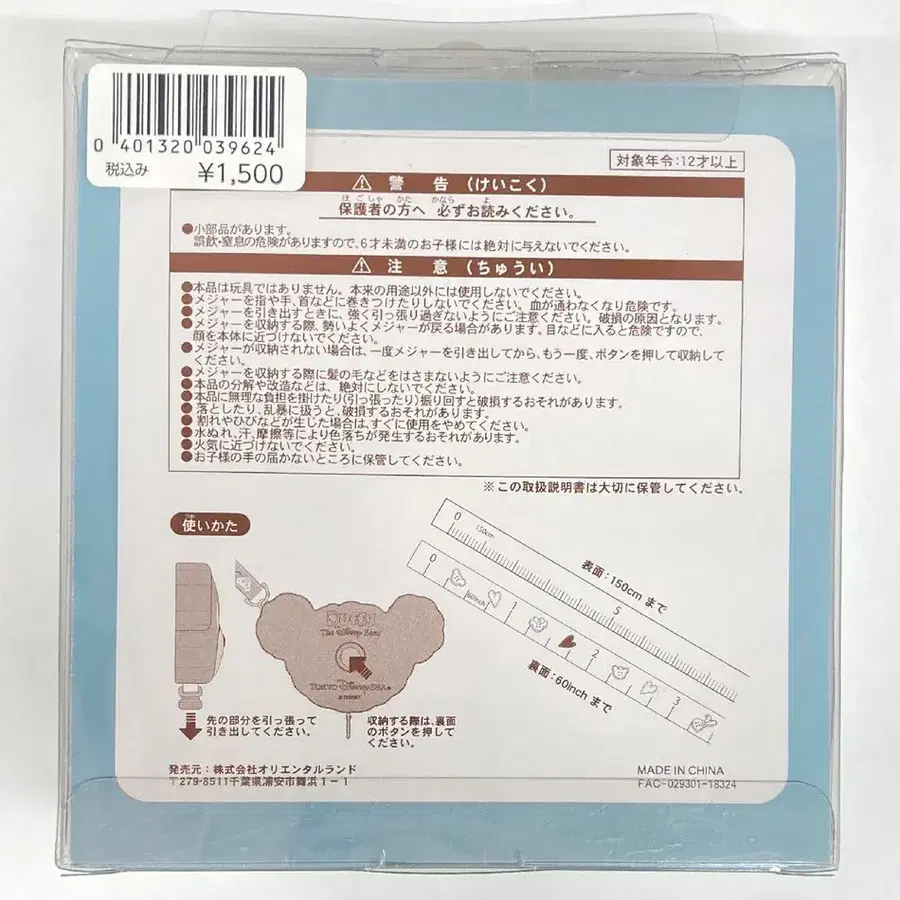 0 401320 039624
税込み ¥1,500
対象年令:12才以上
警 告 (けいこく)
ほごしゃ かた かなら よ
保護者の方へ 必ずお読みください。
●小部品があります。
誤飲・窒息の危険がありますので、6才未満のお子様には絶対に与えないでください。
注 意 (ちゅうい)
●本品は玩具ではありません。本来の用途以外には使用しないでください。
●メジャーを指や手、首などに巻きつけたりしないでください。血が通わなくなり危険です。
●メジャーを引き出すときに、強く引っ張り過ぎないようにご注意ください。破損の原因となります。
●メジャーを収納する際、勢いよくメジャーが戻る場合があります。目などに入ると危険ですので、
顔を本体に近づけないでください。
●メジャーが収納されない場合は、一度メジャーを引き出してから、もう一度、ボタンを押して収納して
ください。
●メジャーを収納する際に髪の毛などをはさまないようにご注意ください。
●本品の分解や改造などは、絶対にしないでください。
●本品に無理な負担を掛けたり(引っ張ったり)振り回すと破損するおそれがあります。
●落としたり、乱暴に扱うと、破損するおそれがあります。
●割れやひびなどが生じた場合は、すぐに使用をやめてください。
●水ぬれ、汗、摩擦等により色落ちが発生するおそれがあります。
●火気に近づけないでください。
●お子様の手の届かないところに保管してください。
※この取扱説明書は大切に保管してください。
つか
使いかた
0 150cm 5
表面:150cm まで
0 60inch 1 2 3
裏面:60inch まで
Duffy
The Disney Bear
Tokyo DisneySEA®
© DISNEY
先の部分を引っ張って
引き出してください。
収納する際は、裏面
のボタンを押して
ください。
発売元:株式会社オリエンタルランド
〒279-8511千葉県浦安市舞浜1-1
MADE IN CHINA
FAC-029301-18324